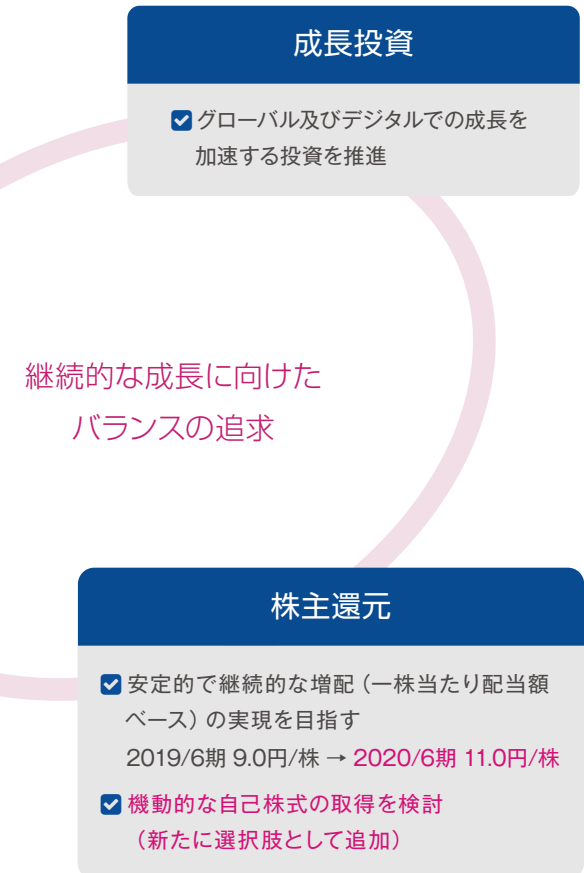 成長投資
グローバル及びデジタルでの成長を
加速する投資を推進
継続的な成長に向けた
バランスの追求
株主還元
安定的で継続的な増配（一株当たり配当額
ベース）の実現を目指す
2019/6期 9.0円/株 → 2020/6期 11.0円/株
機動的な自己株式の取得を検討
（新たに選択肢として追加）